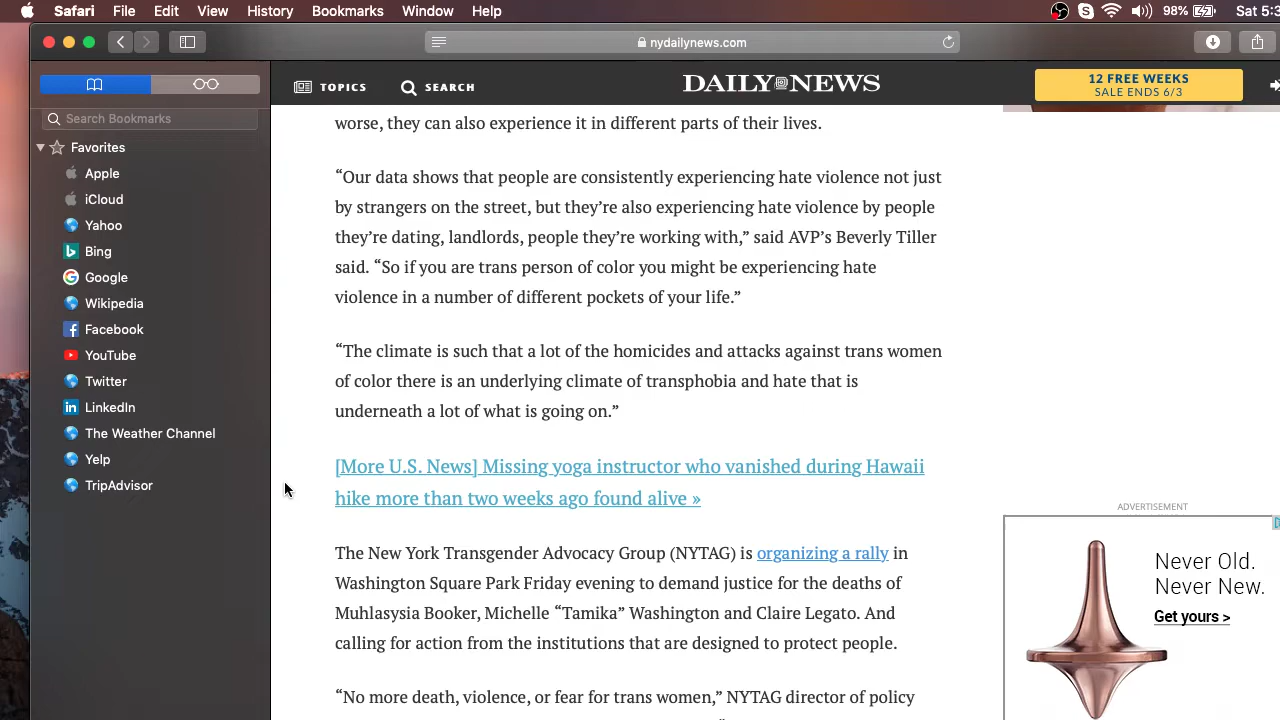 Safari File Edit View History Bookmarks Window Help
98% Sat 5:3
nydailynews.com
TOPICS SEARCH DAILY NEWS
12 FREE WEEKS
SALE ENDS 6/3
Search Bookmarks
Favorites
Apple
iCloud
Yahoo
Bing
Google
Wikipedia
Facebook
YouTube
Twitter
LinkedIn
The Weather Channel
Yelp
TripAdvisor
worse, they can also experience it in different parts of their lives.
“Our data shows that people are consistently experiencing hate violence not just
by strangers on the street, but they’re also experiencing hate violence by people
they’re dating, landlords, people they’re working with,” said AVP’s Beverly Tiller
said. “So if you are trans person of color you might be experiencing hate
violence in a number of different pockets of your life.”
“The climate is such that a lot of the homicides and attacks against trans women
of color there is an underlying climate of transphobia and hate that is
underneath a lot of what is going on.”
[More U.S. News] Missing yoga instructor who vanished during Hawaii
hike more than two weeks ago found alive »
The New York Transgender Advocacy Group (NYTAG) is organizing a rally in
Washington Square Park Friday evening to demand justice for the deaths of
Muhlasysia Booker, Michelle “Tamika” Washington and Claire Legato. And
calling for action from the institutions that are designed to protect people.
“No more death, violence, or fear for trans women,” NYTAG director of policy
ADVERTISEMENT
Never Old.
Never New.
Get yours >